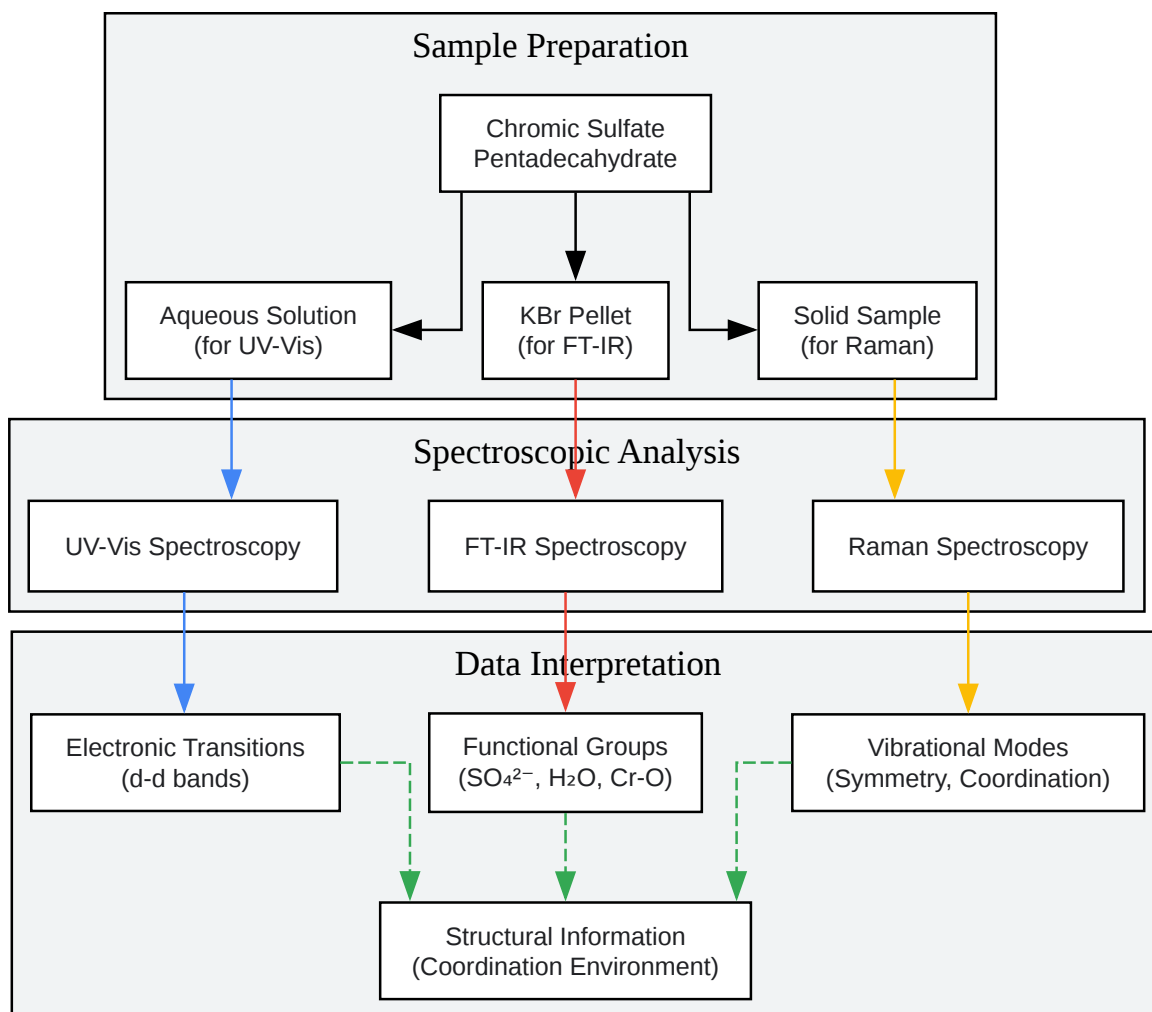 Sample Preparation
Chromic Sulfate
Pentadecahydrate
Aqueous Solution
(for UV-Vis)
KBr Pellet
(for FT-IR)
Solid Sample
(for Raman)
Spectroscopic Analysis
UV-Vis Spectroscopy
FT-IR Spectroscopy
Raman Spectroscopy
Data Interpretation
Electronic Transitions
(d-d bands)
Functional Groups
(SO₄²⁻, H₂O, Cr-O)
Vibrational Modes
(Symmetry, Coordination)
Structural Information
(Coordination Environment)